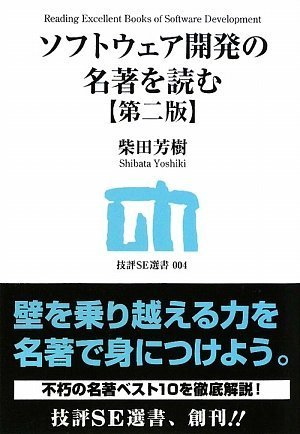 Reading Excellent Books of Software Development
ソフトウェア開発の
名著を読む
【第二版】
柴田芳樹
Shibata Yoshiki
技評SE選書 004
壁を乗り越える力を
名著で身につけよう。
不朽の名著ベスト10を徹底解説!
技評SE選書、創刊!!